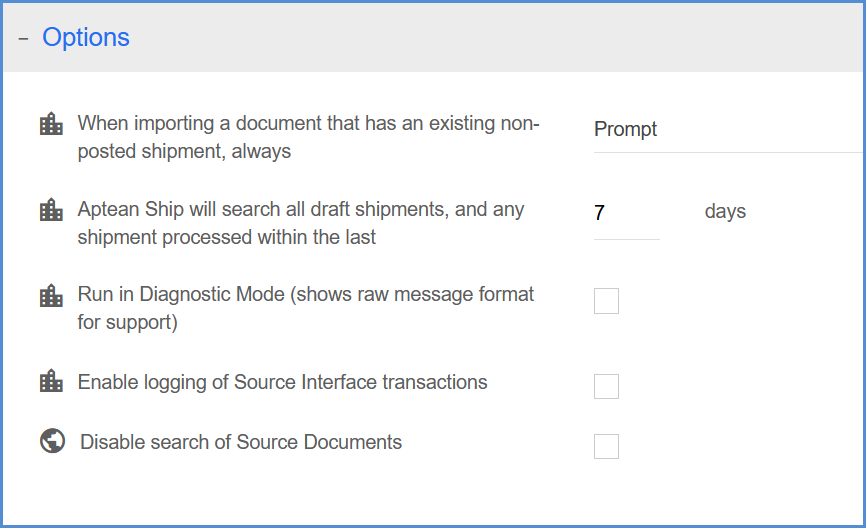 − Options
When importing a document that has an existing non-
posted shipment, always
Prompt
Aptean Ship will search all draft shipments, and any
shipment processed within the last
7 days
Run in Diagnostic Mode (shows raw message format
for support)
Enable logging of Source Interface transactions
Disable search of Source Documents